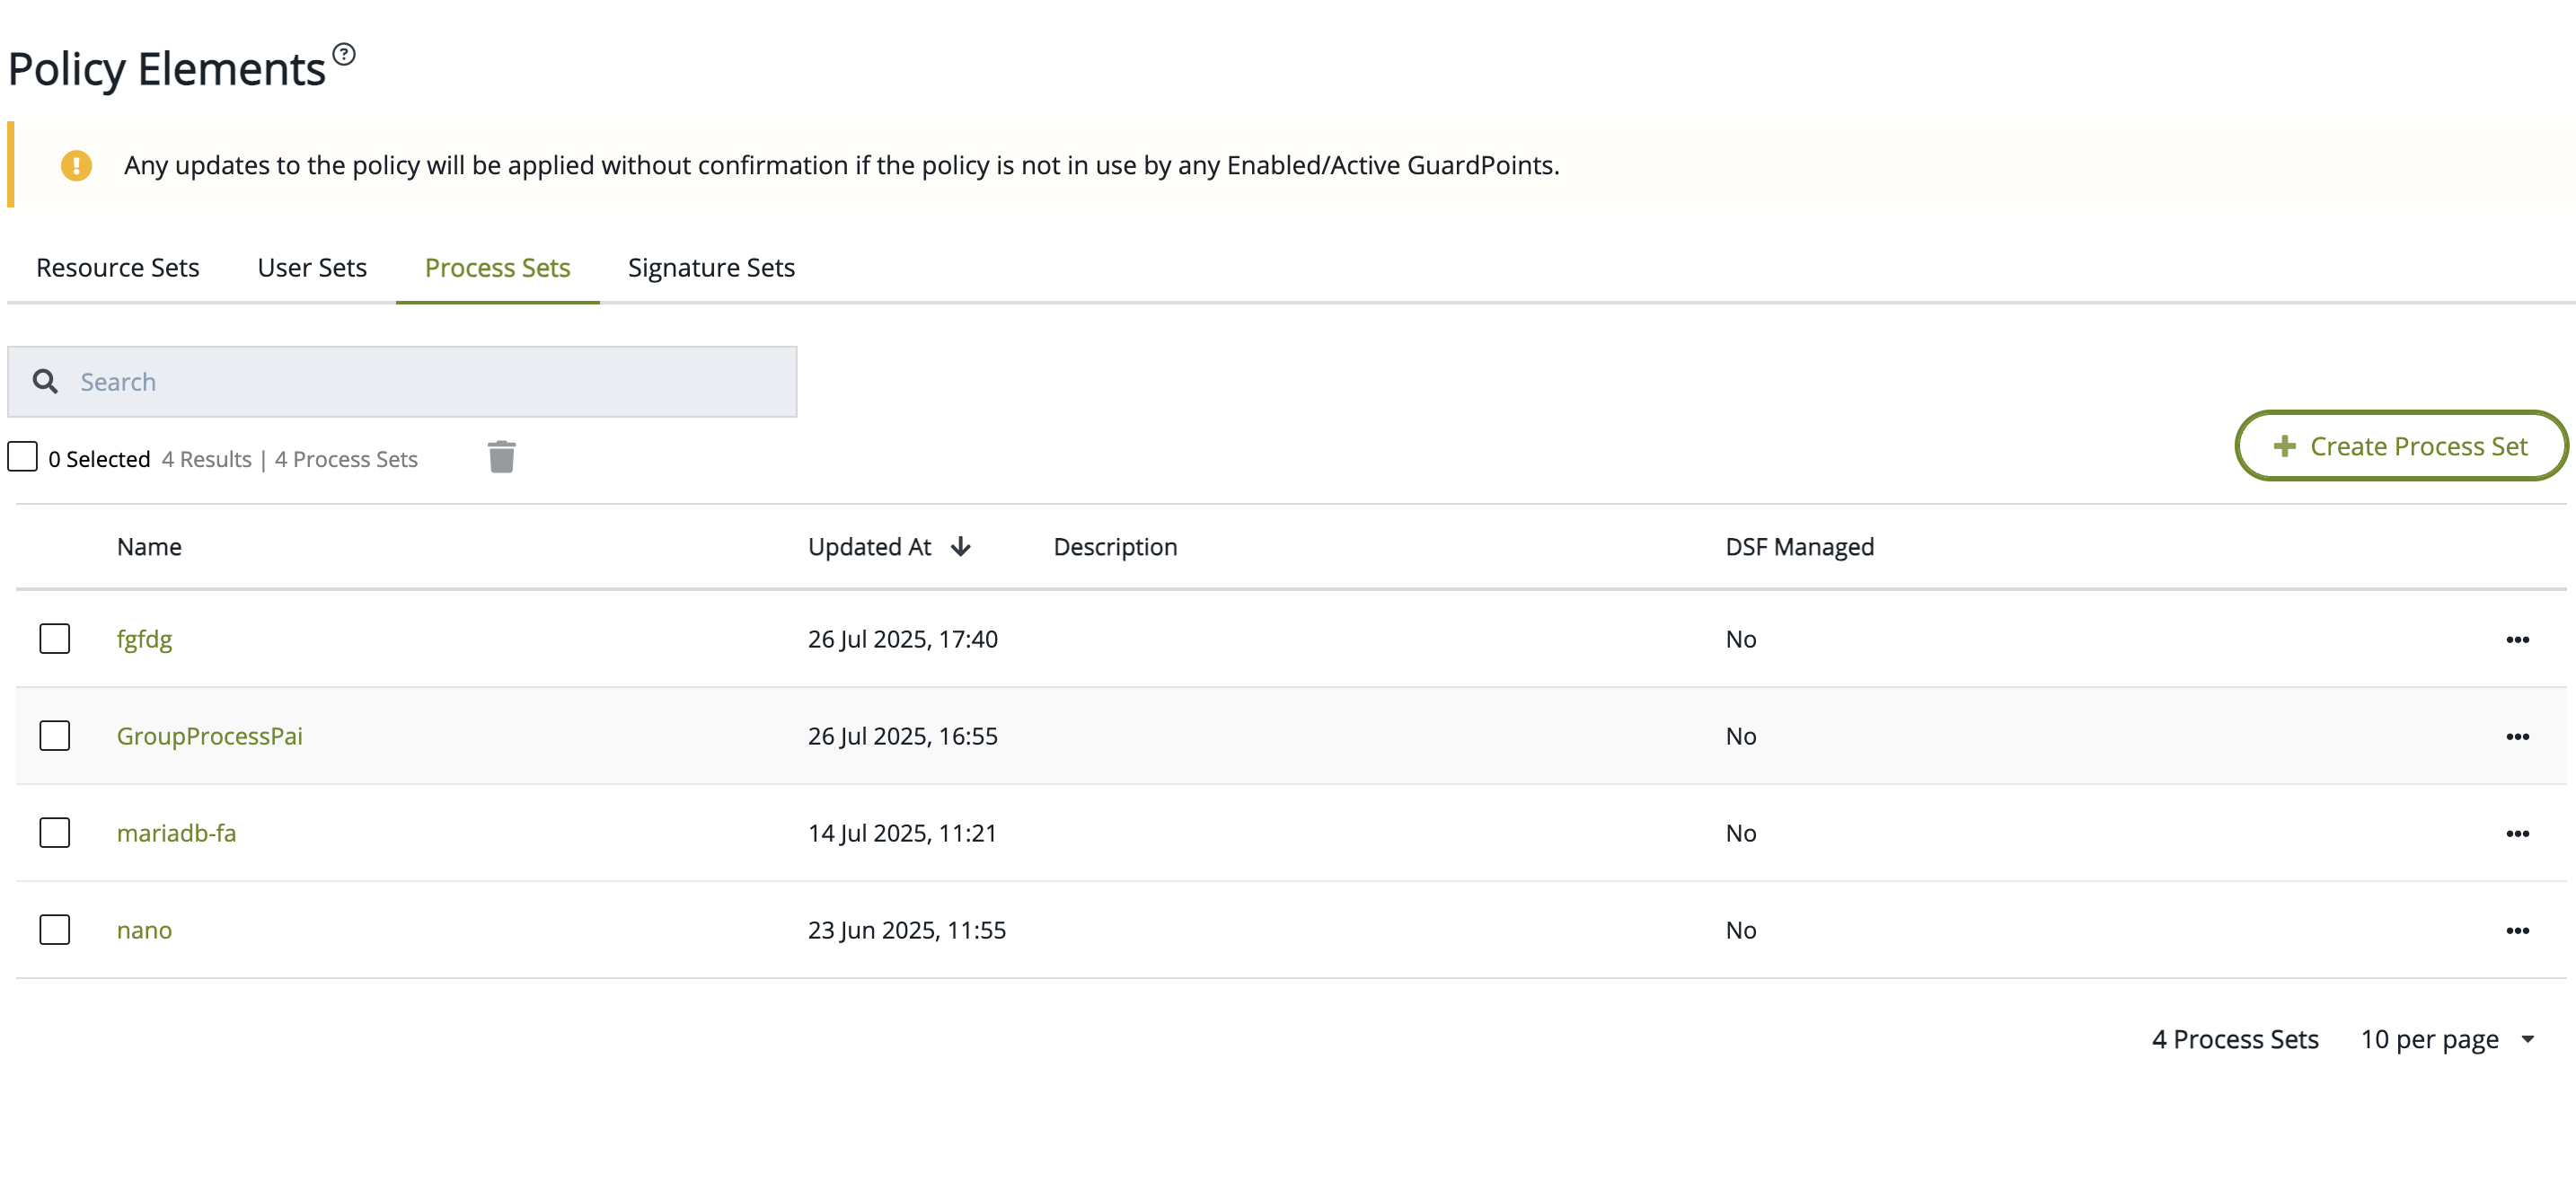 Policy Elements
Any updates to the policy will be applied without confirmation if the policy is not in use by any Enabled/Active GuardPoints.
Resource Sets User Sets Process Sets Signature Sets
Search
0 Selected 4 Results | 4 Process Sets
Create Process Set
Name Updated At Description DSF Managed
fgfdg 26 Jul 2025, 17:40 No
GroupProcessPai 26 Jul 2025, 16:55 No
mariadb-fa 14 Jul 2025, 11:21 No
nano 23 Jun 2025, 11:55 No
4 Process Sets 10 per page